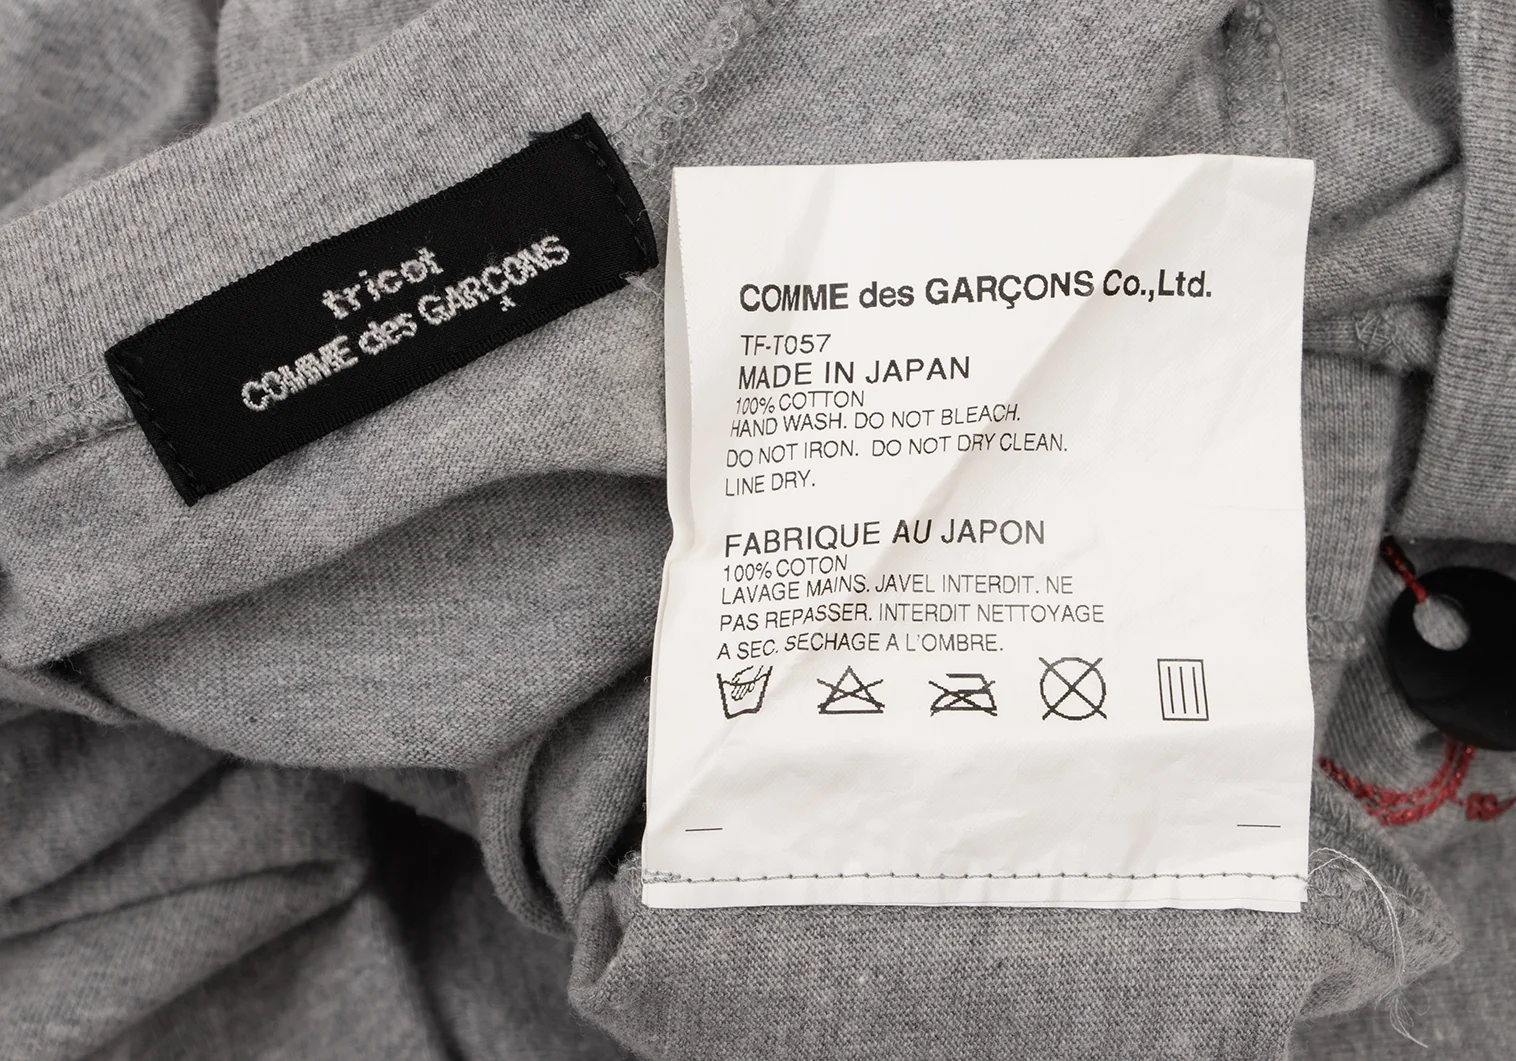 tricot
COMME des GARÇONS
COMME des GARÇONS Co.,Ltd.
TF-T057
MADE IN JAPAN
100% COTTON
HAND WASH. DO NOT BLEACH.
DO NOT IRON. DO NOT DRY CLEAN.
LINE DRY.
FABRIQUE AU JAPON
100% COTON
LAVAGE MAINS. JAVEL INTERDIT. NE
PAS REPASSER. INTERDIT NETTOYAGE
A SEC. SECHAGE A L'OMBRE.